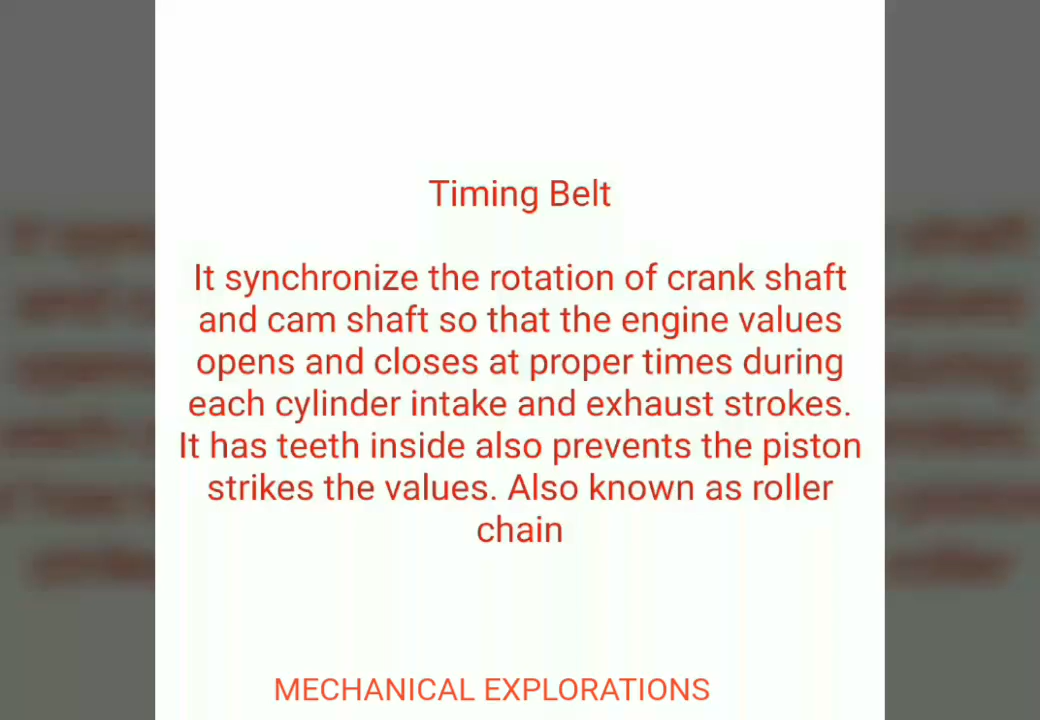 Timing Belt
It synchronize the rotation of crank shaft
and cam shaft so that the engine values
opens and closes at proper times during
each cylinder intake and exhaust strokes.
It has teeth inside also prevents the piston
strikes the values. Also known as roller
chain
MECHANICAL EXPLORATIONS